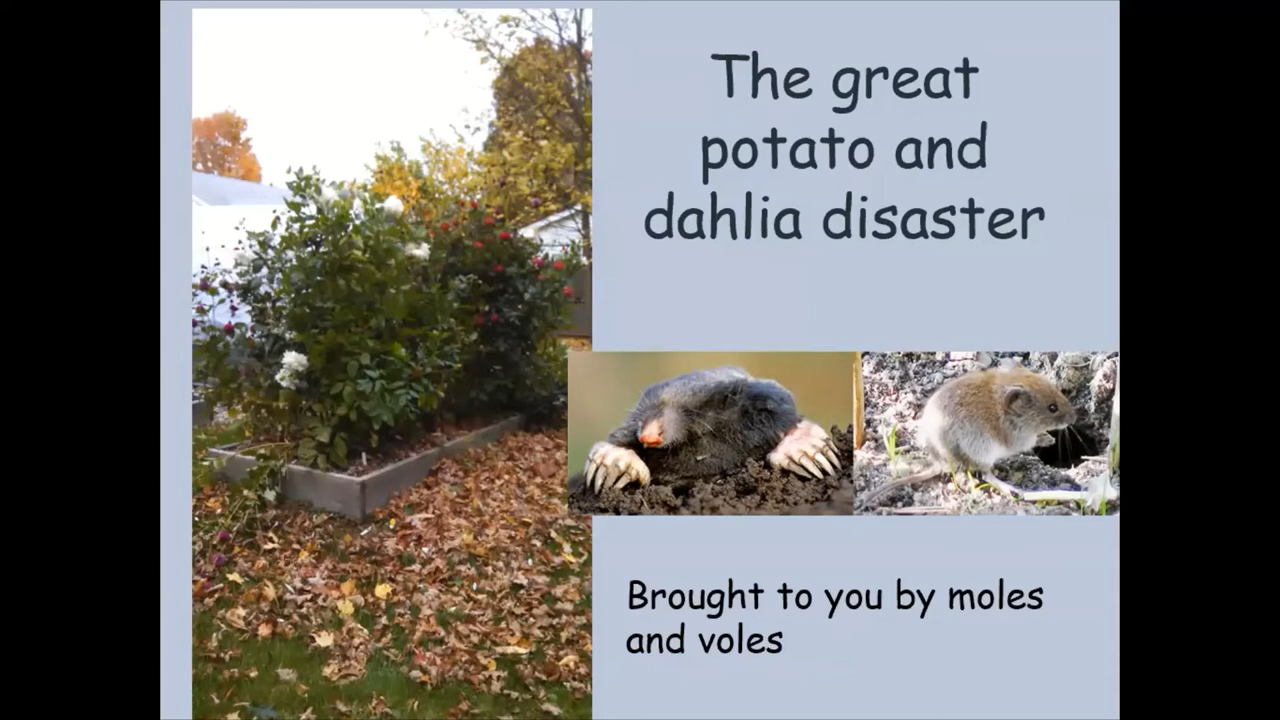 The great
potato and
dahlia disaster
Brought to you by moles
and voles